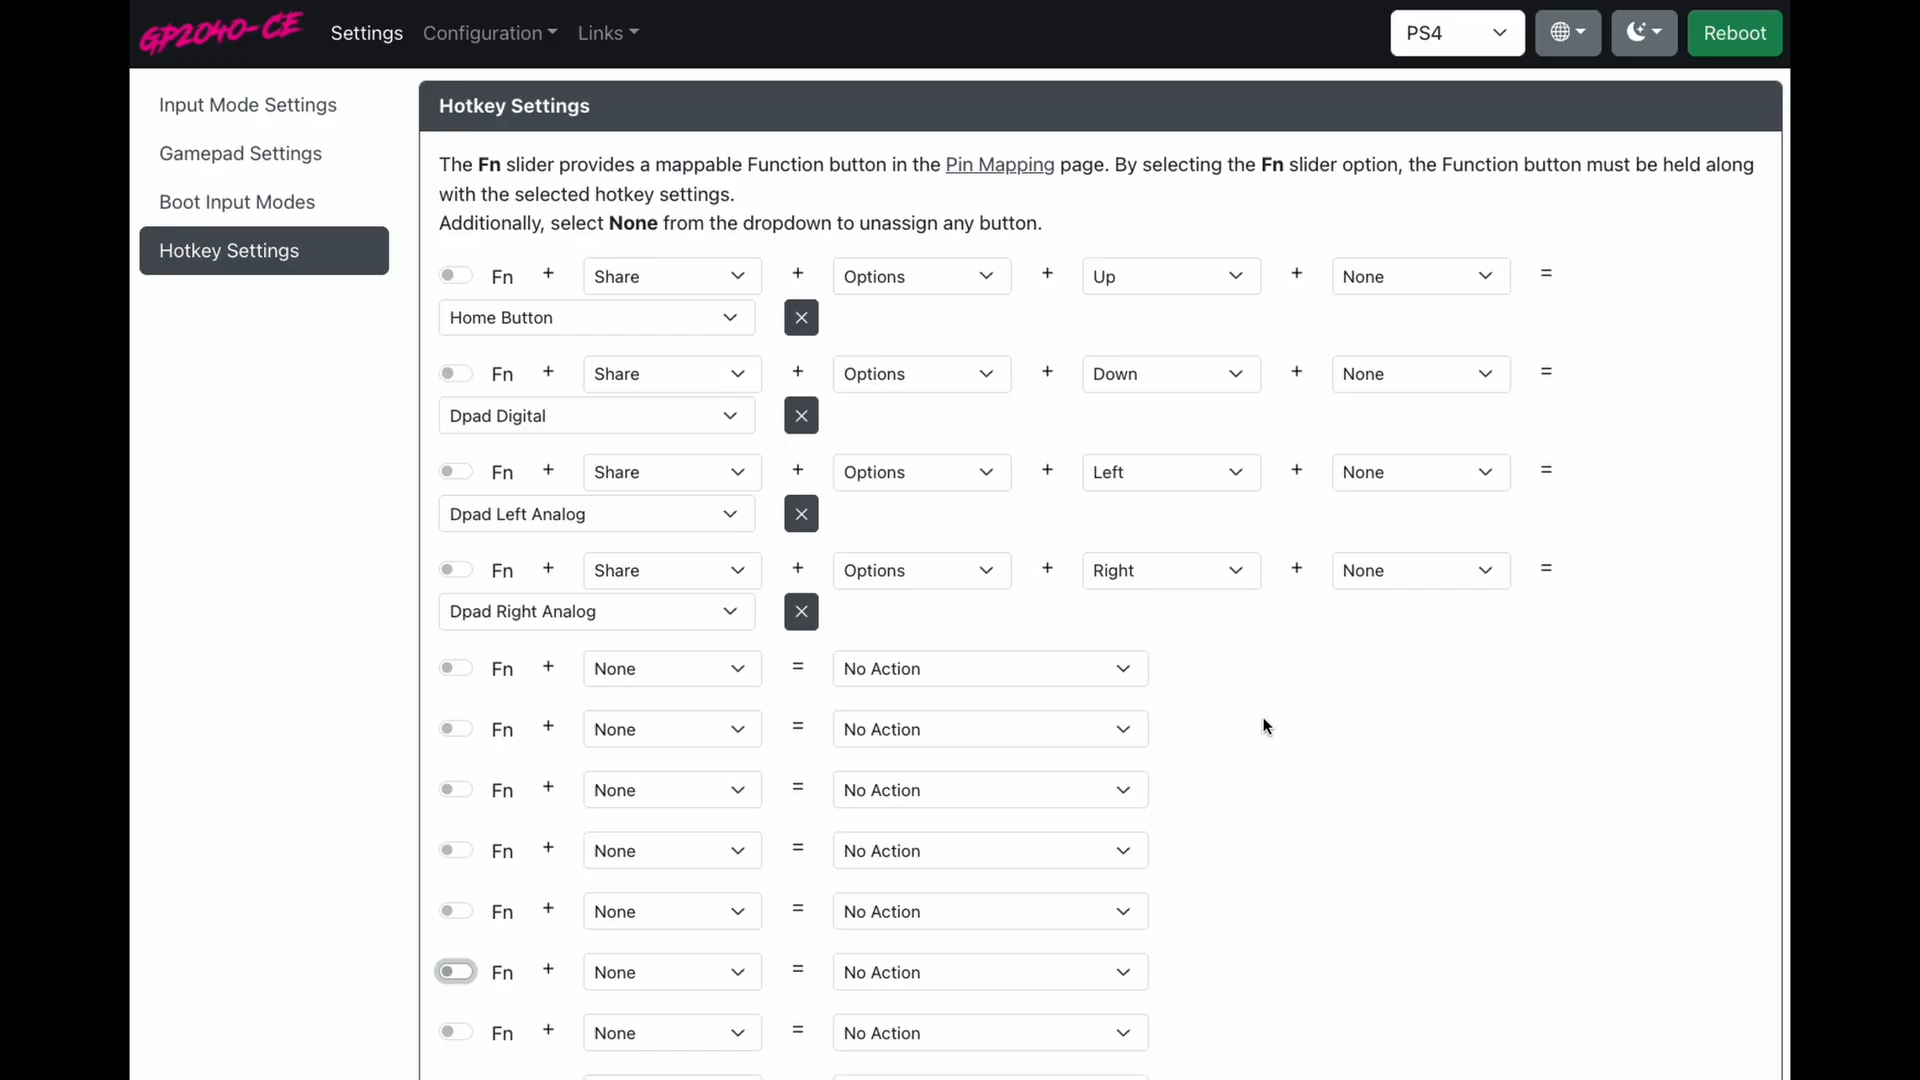 GP2040-CE Settings Configuration Links PS4 Reboot
Input Mode Settings
Gamepad Settings
Boot Input Modes
Hotkey Settings
Hotkey Settings
The Fn slider provides a mappable Function button in the Pin Mapping page. By selecting the Fn slider option, the Function button must be held along
with the selected hotkey settings.
Additionally, select None from the dropdown to unassign any button.
Fn + Share + Options + Up + None =
Home Button ×
Fn + Share + Options + Down + None =
Dpad Digital ×
Fn + Share + Options + Left + None =
Dpad Left Analog ×
Fn + Share + Options + Right + None =
Dpad Right Analog ×
Fn + None = No Action
Fn + None = No Action
Fn + None = No Action
Fn + None = No Action
Fn + None = No Action
Fn + None = No Action
Fn + None = No Action